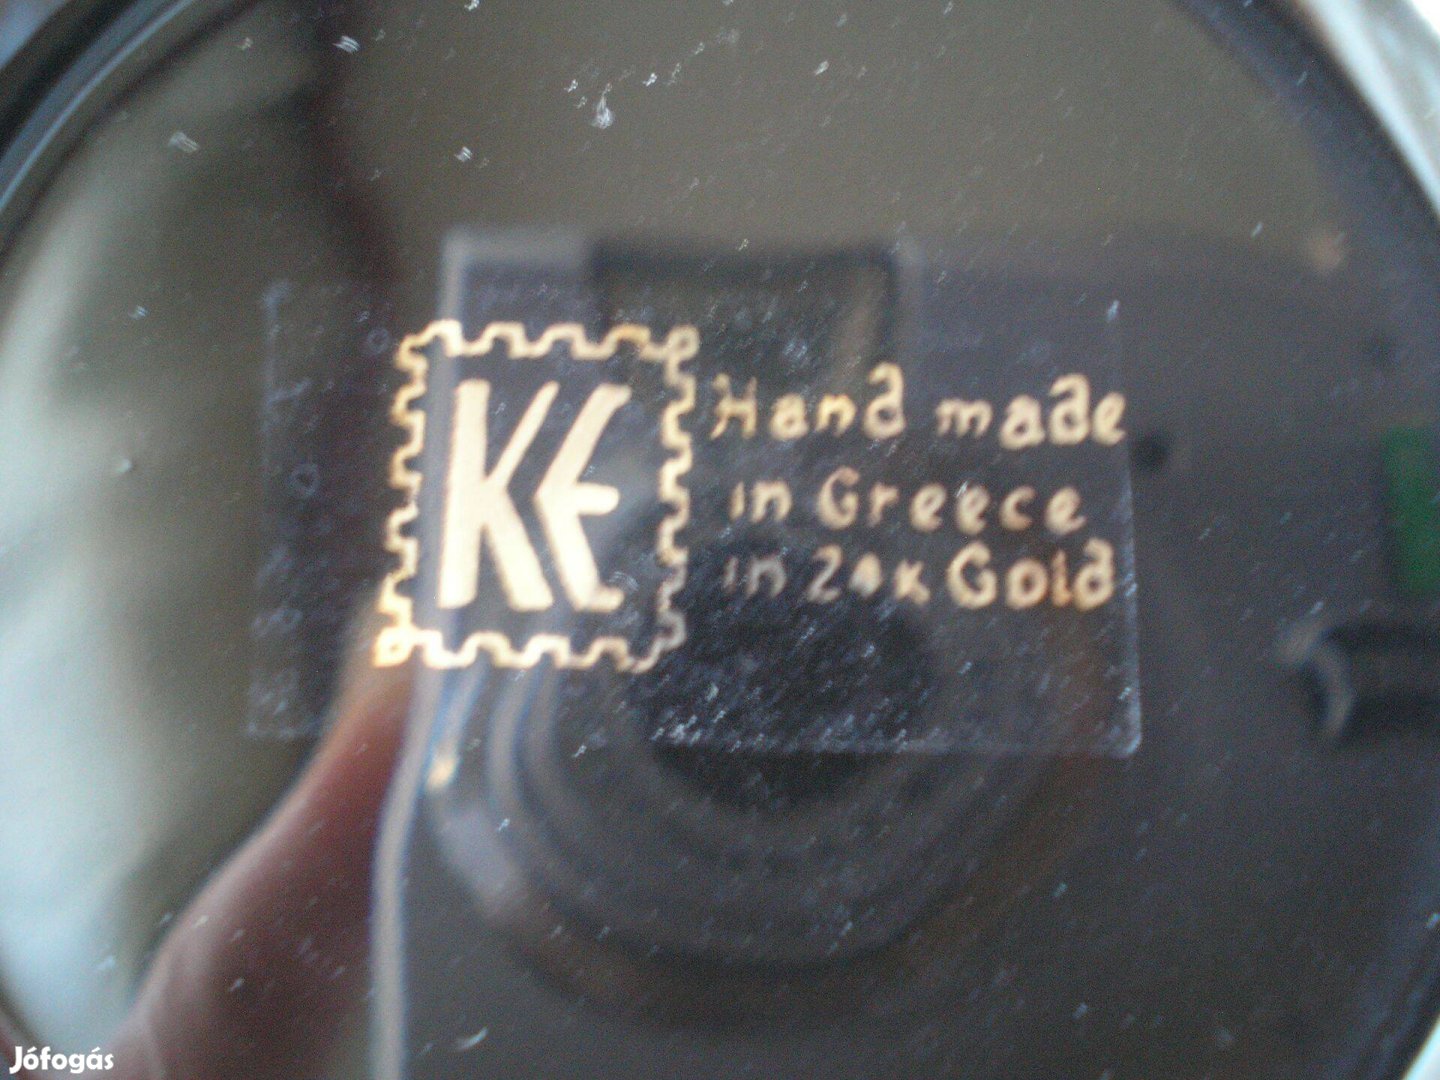 KE
Hand made
in Greece
in 24k Gold
Jófogás